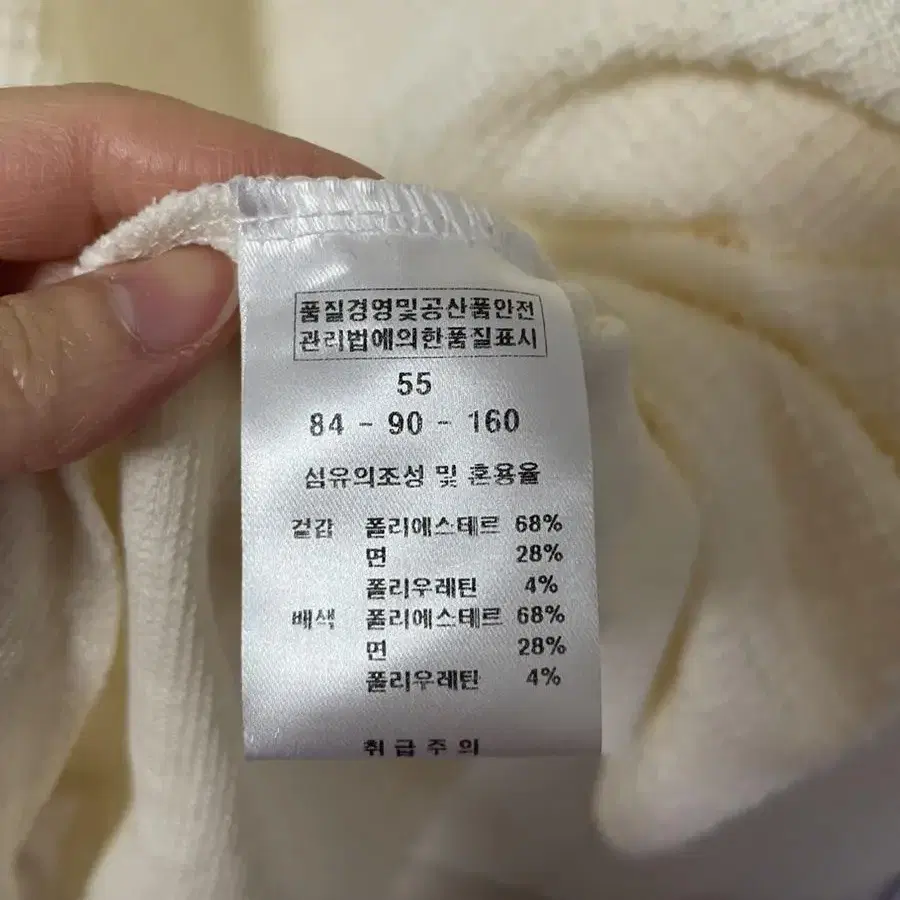 품질경영및공산품안전
관리법에의한품질표시
55
84 - 90 - 160
섬유의조성 및 혼용율
겉감 폴리에스테르 68%
면 28%
폴리우레탄 4%
배색 폴리에스테르 68%
면 28%
폴리우레탄 4%
취급주의